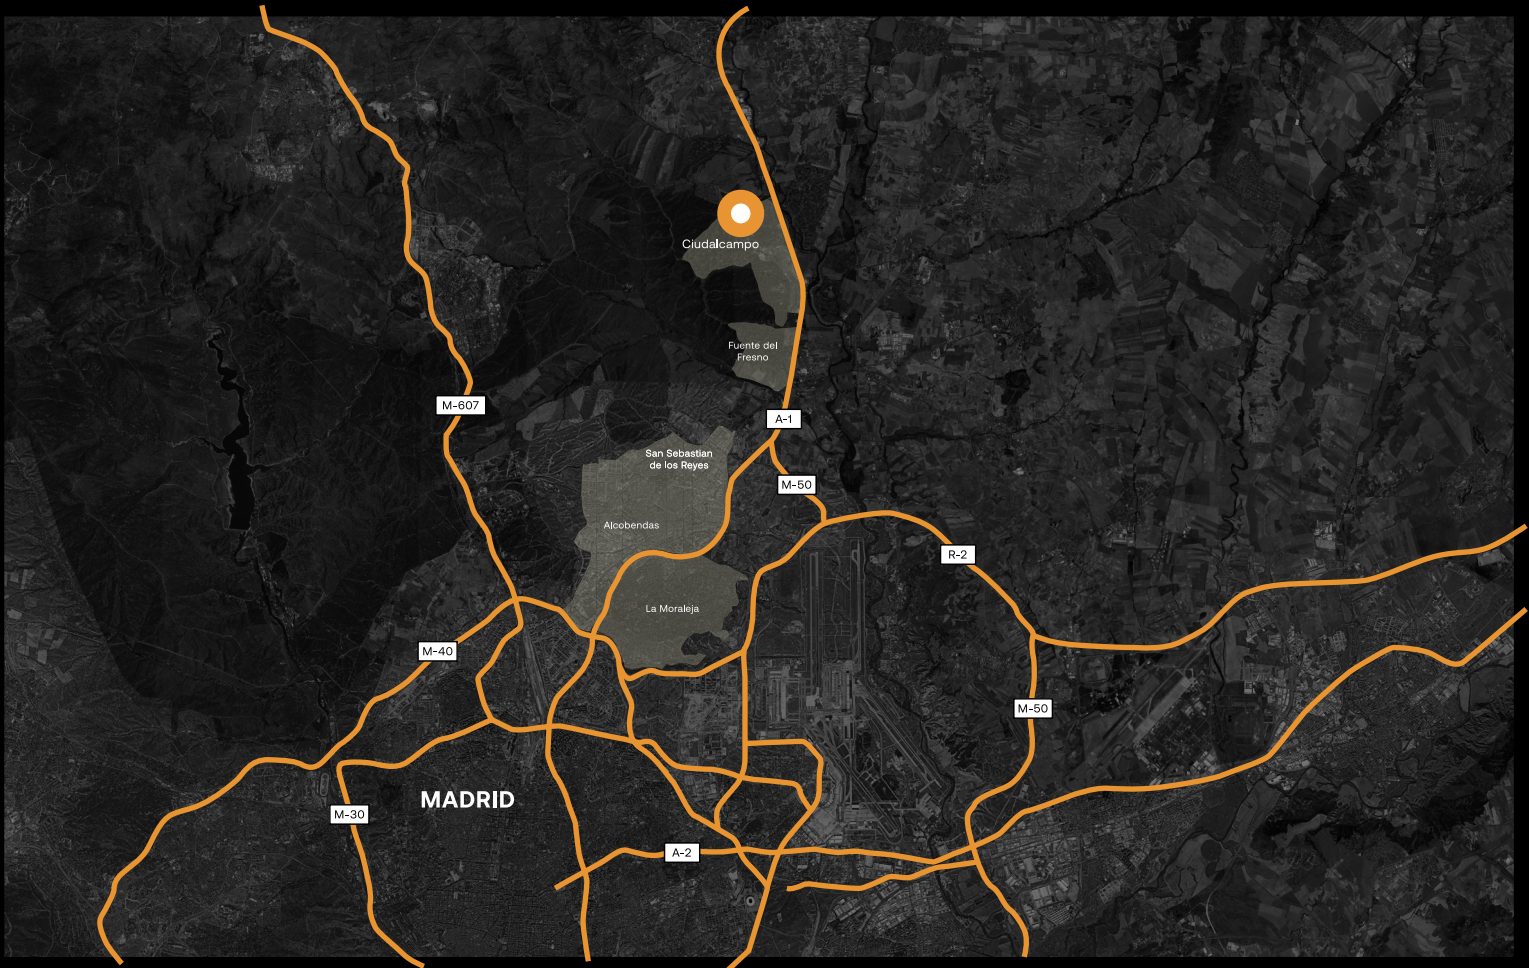 Ciudalcampo
Fuente del
Fresno
M-607
A-1
San Sebastian
de los Reyes
M-50
Alcobendas
R-2
La Moraleja
M-40
M-50
MADRID
M-30
A-2